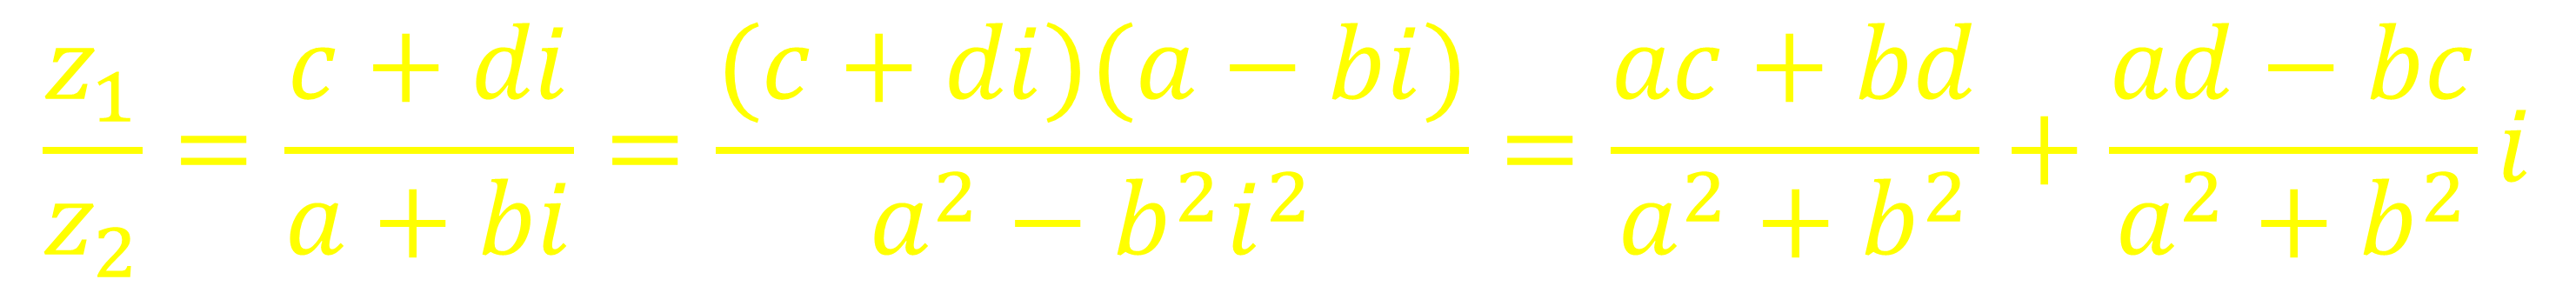 z₁/z₂ = (c + di)/(a + bi) = ((c + di)(a − bi))/(a² − b²i²) = (ac + bd)/(a² + b²) + (ad − bc)/(a² + b²) i